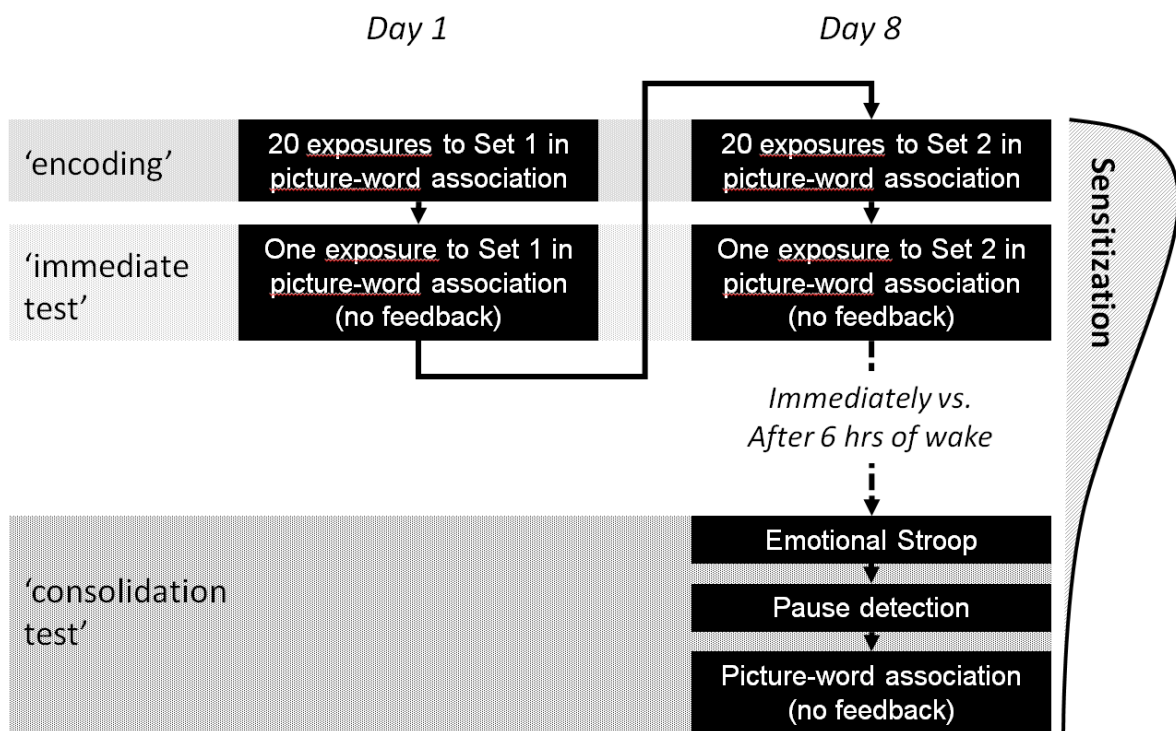 Day 1
Day 8
'encoding'
20 exposures to Set 1 in
picture-word association
20 exposures to Set 2 in
picture-word association
'immediate
test'
One exposure to Set 1 in
picture-word association
(no feedback)
One exposure to Set 2 in
picture-word association
(no feedback)
Sensitization
Immediately vs.
After 6 hrs of wake
'consolidation
test'
Emotional Stroop
Pause detection
Picture-word association
(no feedback)